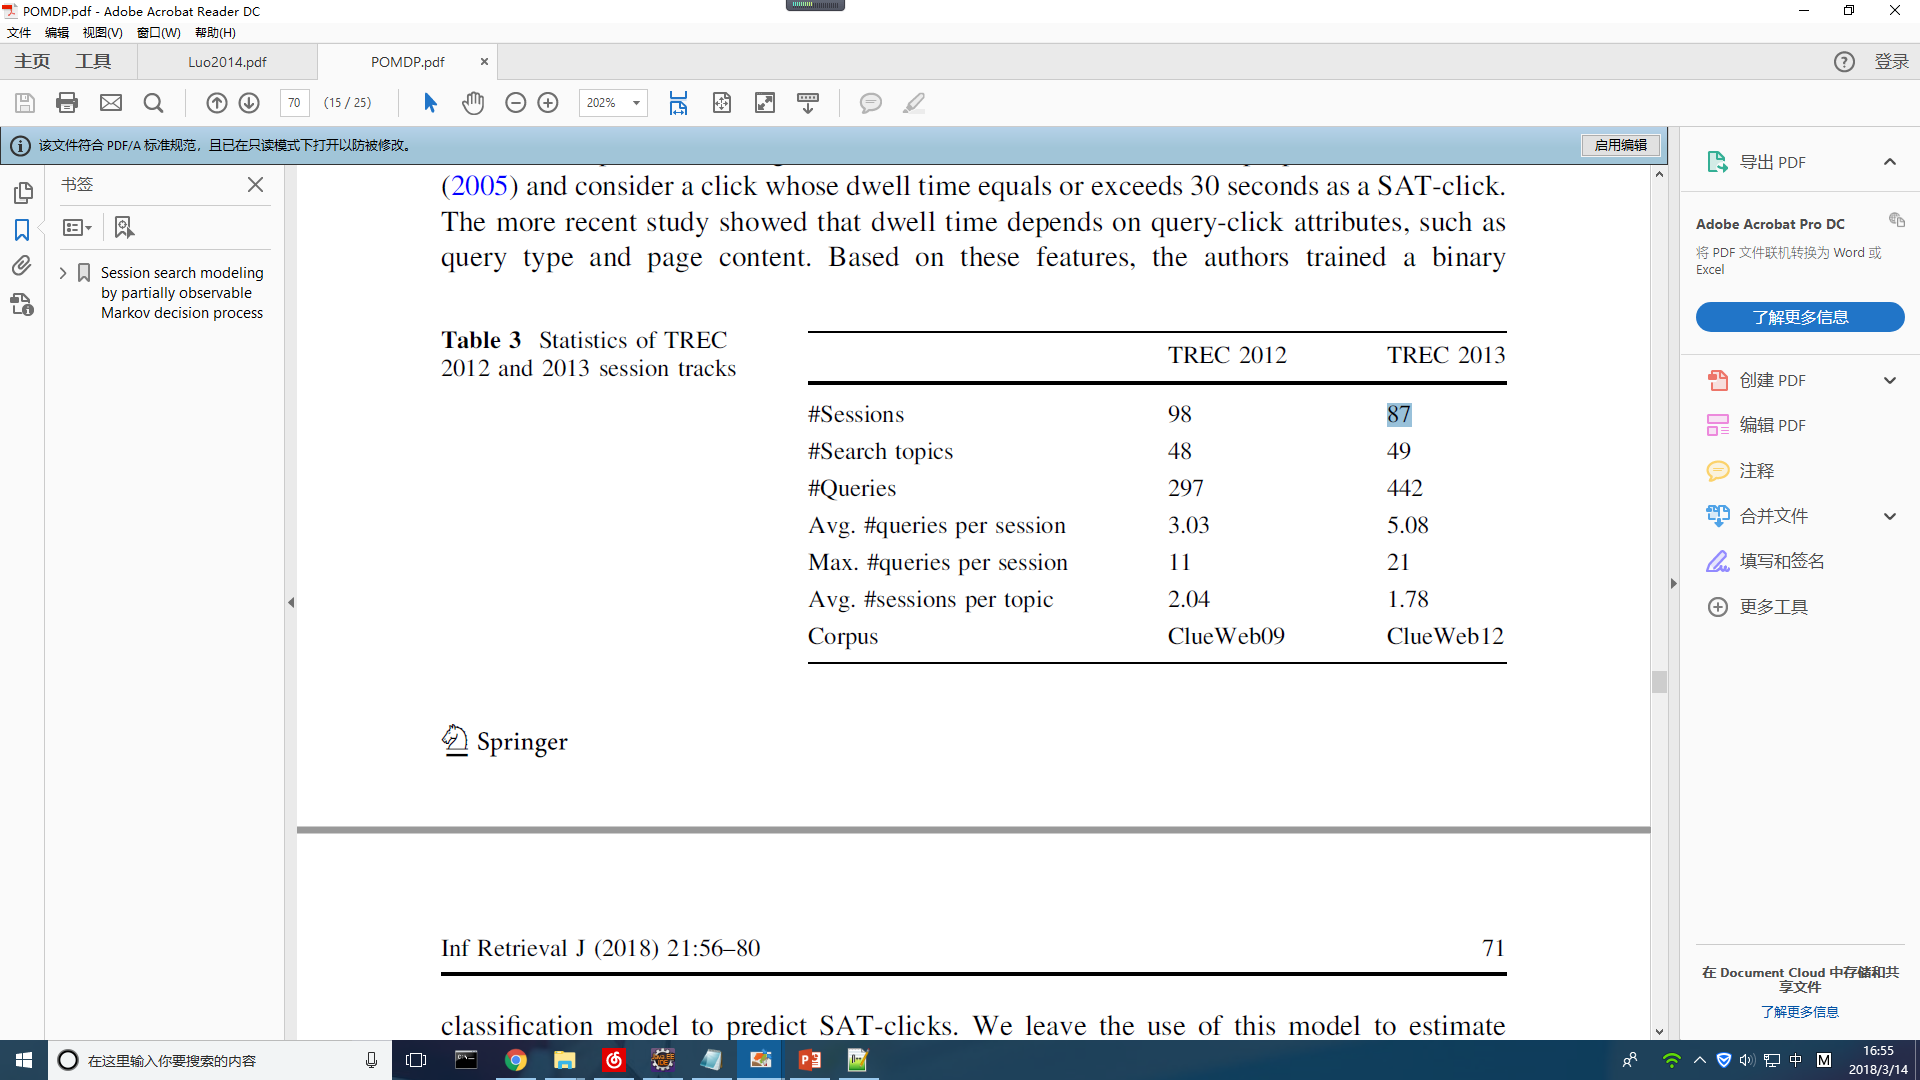 POMDP.pdf - Adobe Acrobat Reader DC
文件 编辑 视图(V) 窗口(W) 帮助(H)
主页 工具 Luo2014.pdf POMDP.pdf 登录
70 (15 / 25) 202%
该文件符合 PDF/A 标准规范，且已在只读模式下打开以防被修改。 启用编辑
书签
Session search modeling
by partially observable
Markov decision process
(2005) and consider a click whose dwell time equals or exceeds 30 seconds as a SAT-click.
The more recent study showed that dwell time depends on query-click attributes, such as
query type and page content. Based on these features, the authors trained a binary
Table 3 Statistics of TREC
2012 and 2013 session tracks
TREC 2012 TREC 2013
#Sessions 98 87
#Search topics 48 49
#Queries 297 442
Avg. #queries per session 3.03 5.08
Max. #queries per session 11 21
Avg. #sessions per topic 2.04 1.78
Corpus ClueWeb09 ClueWeb12
Springer
Inf Retrieval J (2018) 21:56–80 71
classification model to predict SAT-clicks. We leave the use of this model to estimate
导出 PDF
Adobe Acrobat Pro DC
将 PDF 文件联机转换为 Word 或
Excel
了解更多信息
创建 PDF
编辑 PDF
注释
合并文件
填写和签名
更多工具
在 Document Cloud 中存储和共
享文件
了解更多信息
在这里输入你要搜索的内容
中 M
16:55
2018/3/14